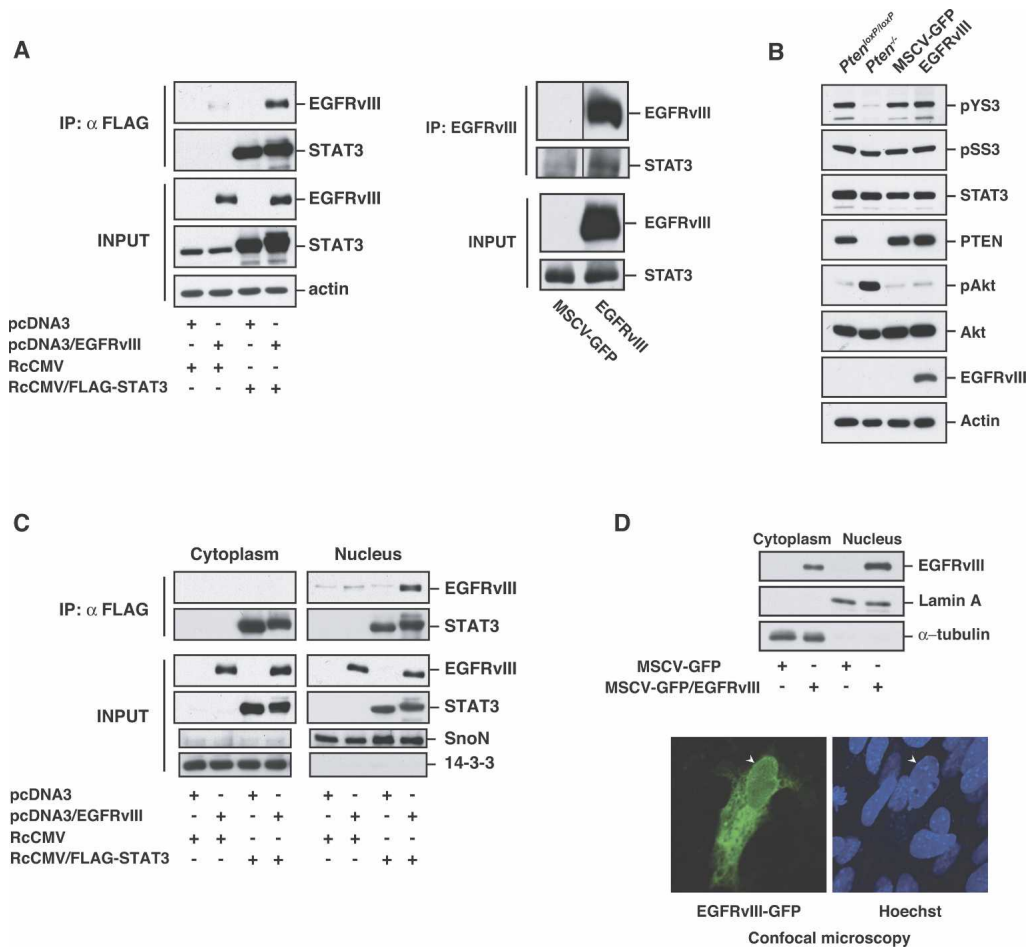 A
IP: α FLAG
EGFRvIII
STAT3
INPUT
EGFRvIII
STAT3
actin
pcDNA3 + - + -
pcDNA3/EGFRvIII - + - +
RcCMV + + - -
RcCMV/FLAG-STAT3 - - + +
IP: EGFRvIII
EGFRvIII
STAT3
INPUT
EGFRvIII
STAT3
MSCV-GFP
EGFRvIII
B
Pten^loxP/loxP
Pten^-/-
MSCV-GFP
EGFRvIII
pYS3
pSS3
STAT3
PTEN
pAkt
Akt
EGFRvIII
Actin
C
Cytoplasm Nucleus
IP: α FLAG
EGFRvIII
STAT3
INPUT
EGFRvIII
STAT3
SnoN
14-3-3
pcDNA3 + - + - + - + -
pcDNA3/EGFRvIII - + - + - + - +
RcCMV + + - - + + - -
RcCMV/FLAG-STAT3 - - + + - - + +
D
Cytoplasm Nucleus
EGFRvIII
Lamin A
α-tubulin
MSCV-GFP + - + -
MSCV-GFP/EGFRvIII - + - +
EGFRvIII-GFP Hoechst
Confocal microscopy